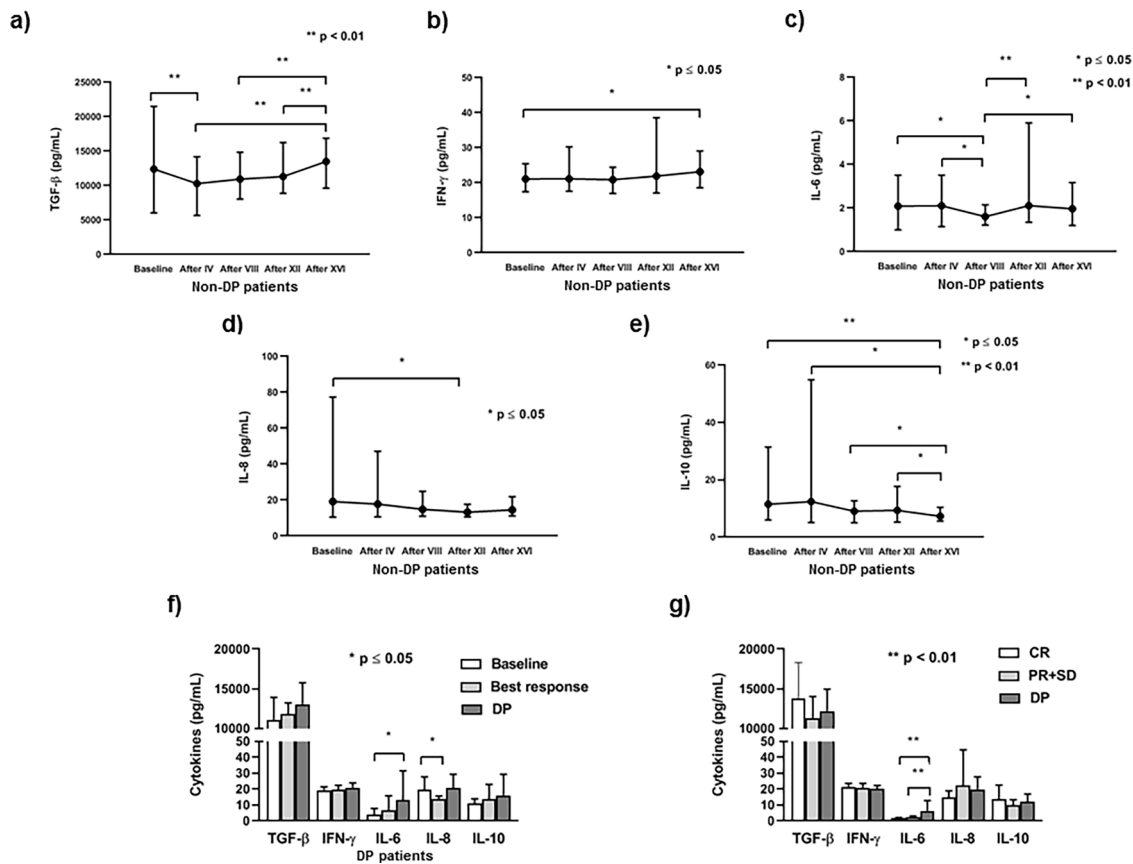 a)
** p < 0.01
TGF-β (pg/mL)
25000
20000
15000
10000
5000
0
**
**
**
**
Baseline After IV After VIII After XII After XVI
Non-DP patients
b)
* p ≤ 0.05
IFN-γ (pg/mL)
50
40
30
20
10
0
*
Baseline After IV After VIII After XII After XVI
Non-DP patients
c)
* p ≤ 0.05
** p < 0.01
IL-6 (pg/mL)
8
6
4
2
0
**
*
*
*
Baseline After IV After VIII After XII After XVI
Non-DP patients
d)
IL-8 (pg/mL)
100
80
60
40
20
0
*
* p ≤ 0.05
Baseline After IV After VIII After XII After XVI
Non-DP patients
e)
* p ≤ 0.05
** p < 0.01
IL-10 (pg/mL)
60
40
20
0
**
*
*
*
Baseline After IV After VIII After XII After XVI
Non-DP patients
f)
* p ≤ 0.05
Baseline
Best response
DP
Cytokines (pg/mL)
20000
15000
10000
50
40
30
20
10
0
*
*
TGF-β IFN-γ IL-6 IL-8 IL-10
DP patients
g)
** p < 0.01
CR
PR+SD
DP
Cytokines (pg/mL)
20000
15000
10000
50
40
30
20
10
0
**
**
TGF-β IFN-γ IL-6 IL-8 IL-10